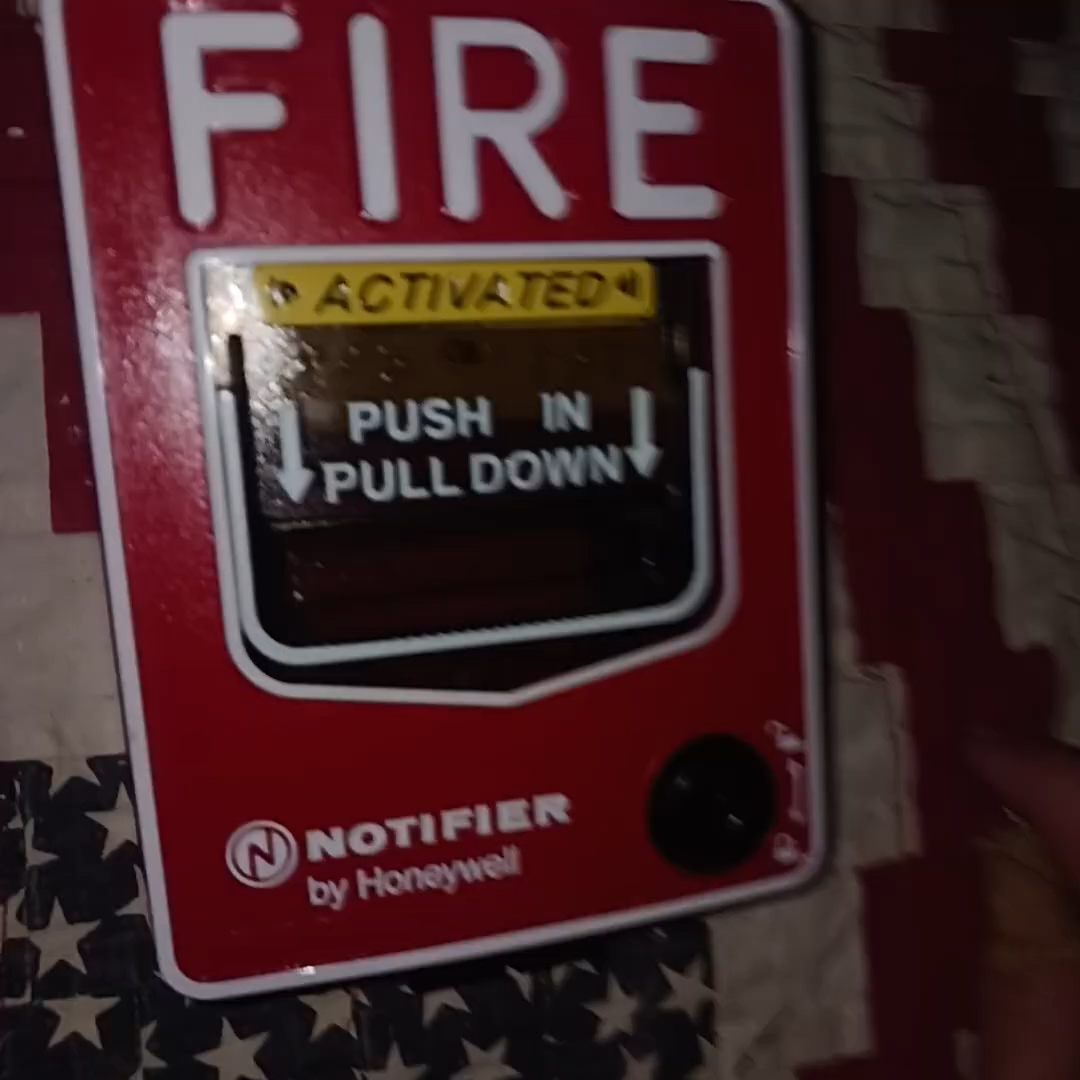 FIRE
ACTIVATED
PUSH IN
PULL DOWN
N NOTIFIER
by Honeywell